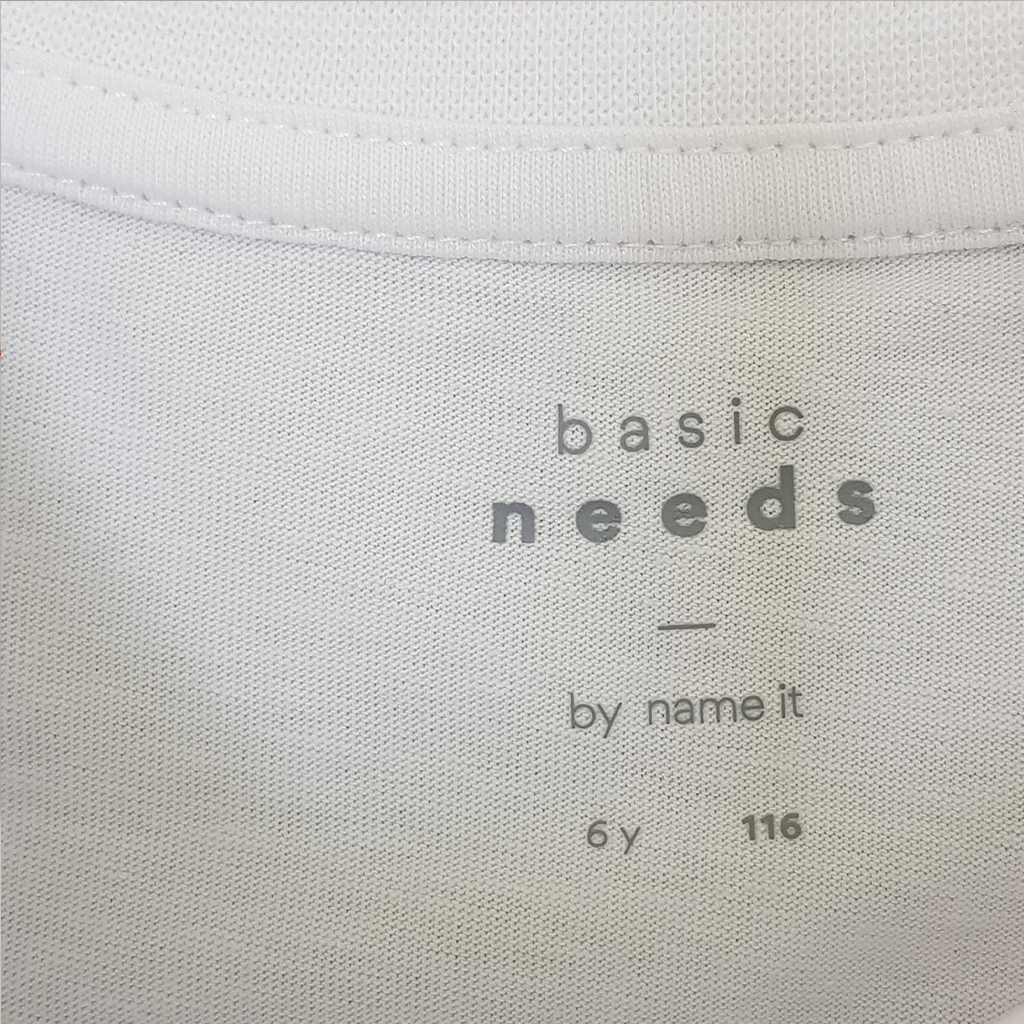 basic
needs
by name it
6 y 116